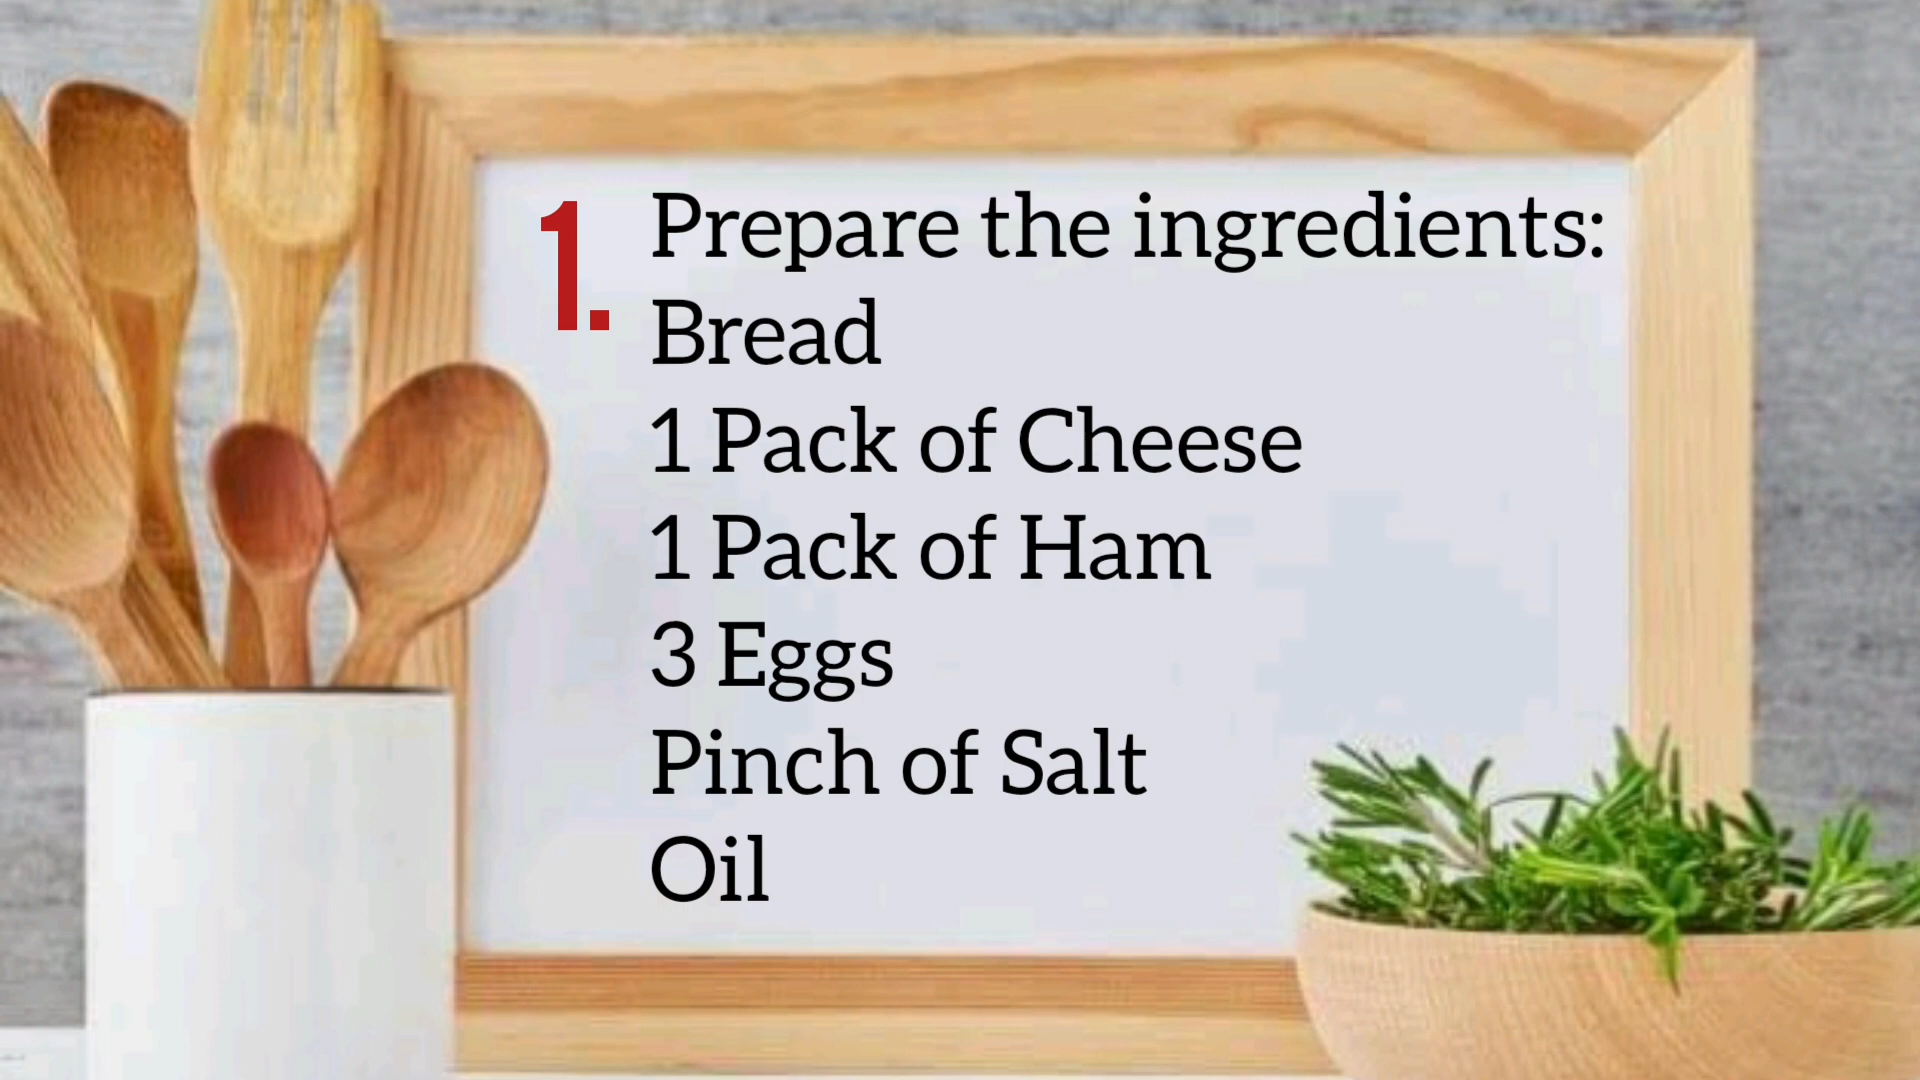 1. Prepare the ingredients:
Bread
1 Pack of Cheese
1 Pack of Ham
3 Eggs
Pinch of Salt
Oil